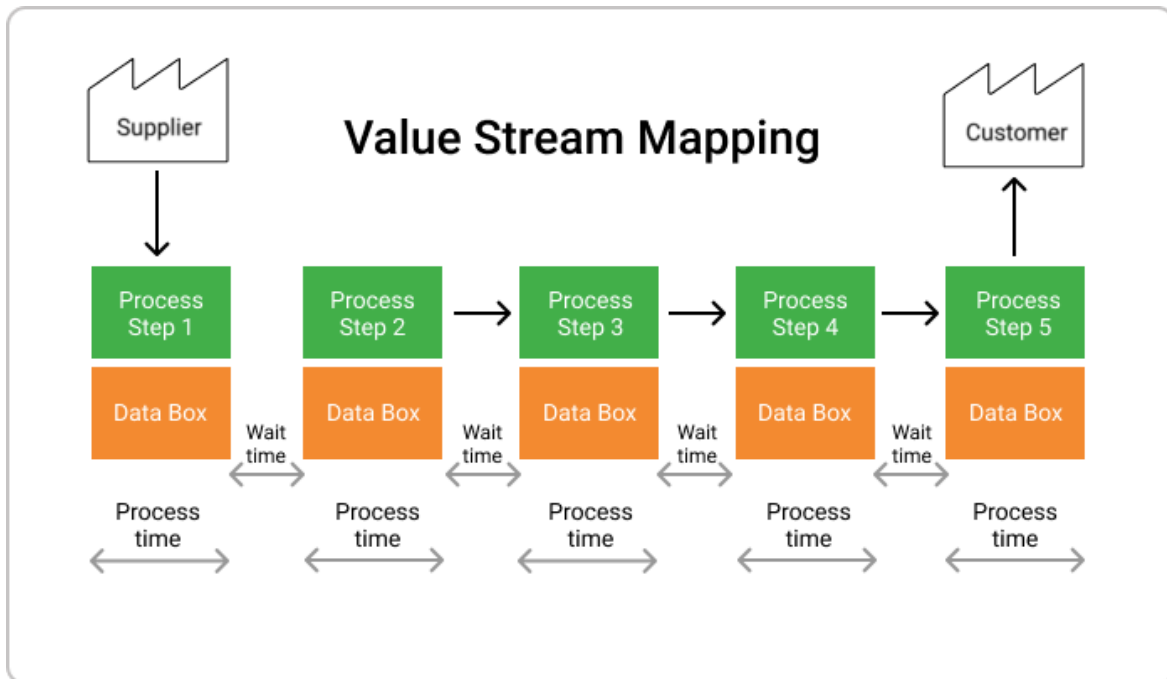 Supplier
Value Stream Mapping
Customer
Process
Step 1
Process
Step 2
Process
Step 3
Process
Step 4
Process
Step 5
Data Box
Data Box
Data Box
Data Box
Data Box
Wait
time
Wait
time
Wait
time
Wait
time
Process
time
Process
time
Process
time
Process
time
Process
time